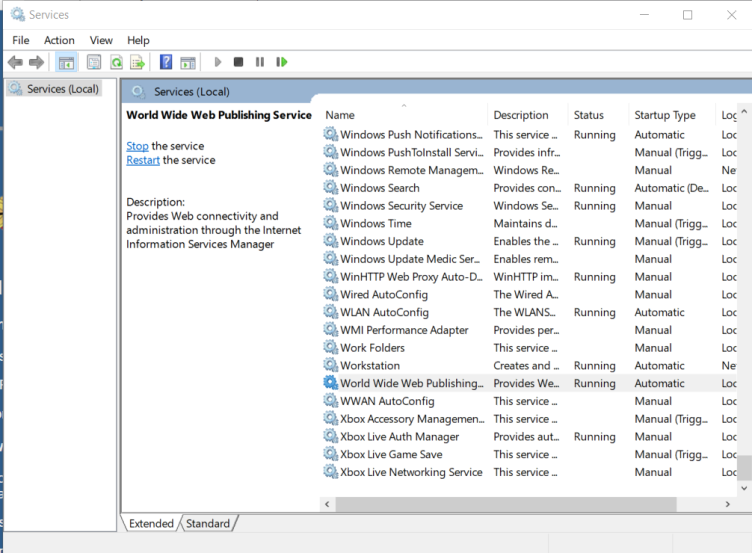 Services
File Action View Help
Services (Local)
Services (Local)
World Wide Web Publishing Service
Stop the service
Restart the service
Description:
Provides Web connectivity and
administration through the Internet
Information Services Manager
Name Description Status Startup Type Log
Windows Push Notifications... This service ... Running Automatic Loc
Windows PushToInstall Servi... Provides infr... Manual (Trigg... Loc
Windows Remote Managem... Windows Re... Manual Ne
Windows Search Provides con... Running Automatic (De... Loc
Windows Security Service Windows Se... Running Manual Loc
Windows Time Maintains d... Manual (Trigg... Loc
Windows Update Enables the ... Running Manual (Trigg... Loc
Windows Update Medic Ser... Enables rem... Manual Loc
WinHTTP Web Proxy Auto-D... WinHTTP im... Running Manual Loc
Wired AutoConfig The Wired A... Manual Loc
WLAN AutoConfig The WLANS... Running Automatic Loc
WMI Performance Adapter Provides per... Manual Loc
Work Folders This service ... Manual Loc
Workstation Creates and ... Running Automatic Ne
World Wide Web Publishing... Provides We... Running Automatic Loc
WWAN AutoConfig This service ... Manual Loc
Xbox Accessory Managemen... This service ... Manual (Trigg... Loc
Xbox Live Auth Manager Provides aut... Running Manual Loc
Xbox Live Game Save This service ... Manual (Trigg... Loc
Xbox Live Networking Service This service ... Manual Loc
Extended Standard